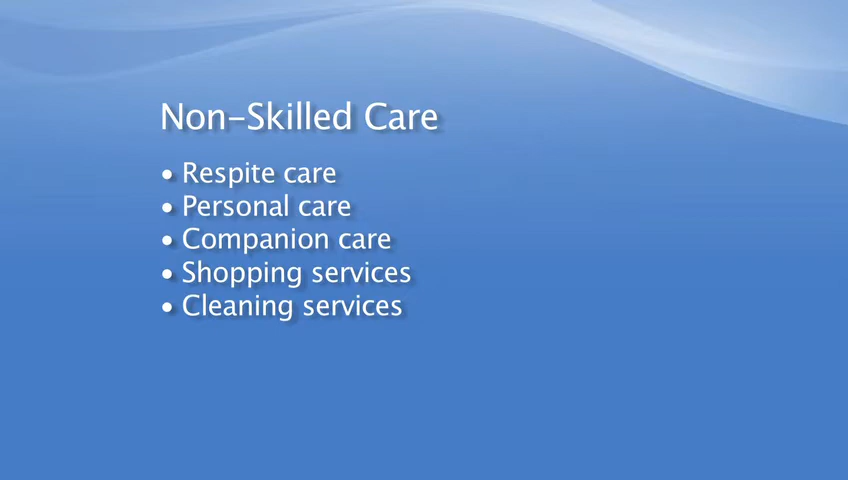 Non-Skilled Care
• Respite care
• Personal care
• Companion care
• Shopping services
• Cleaning services